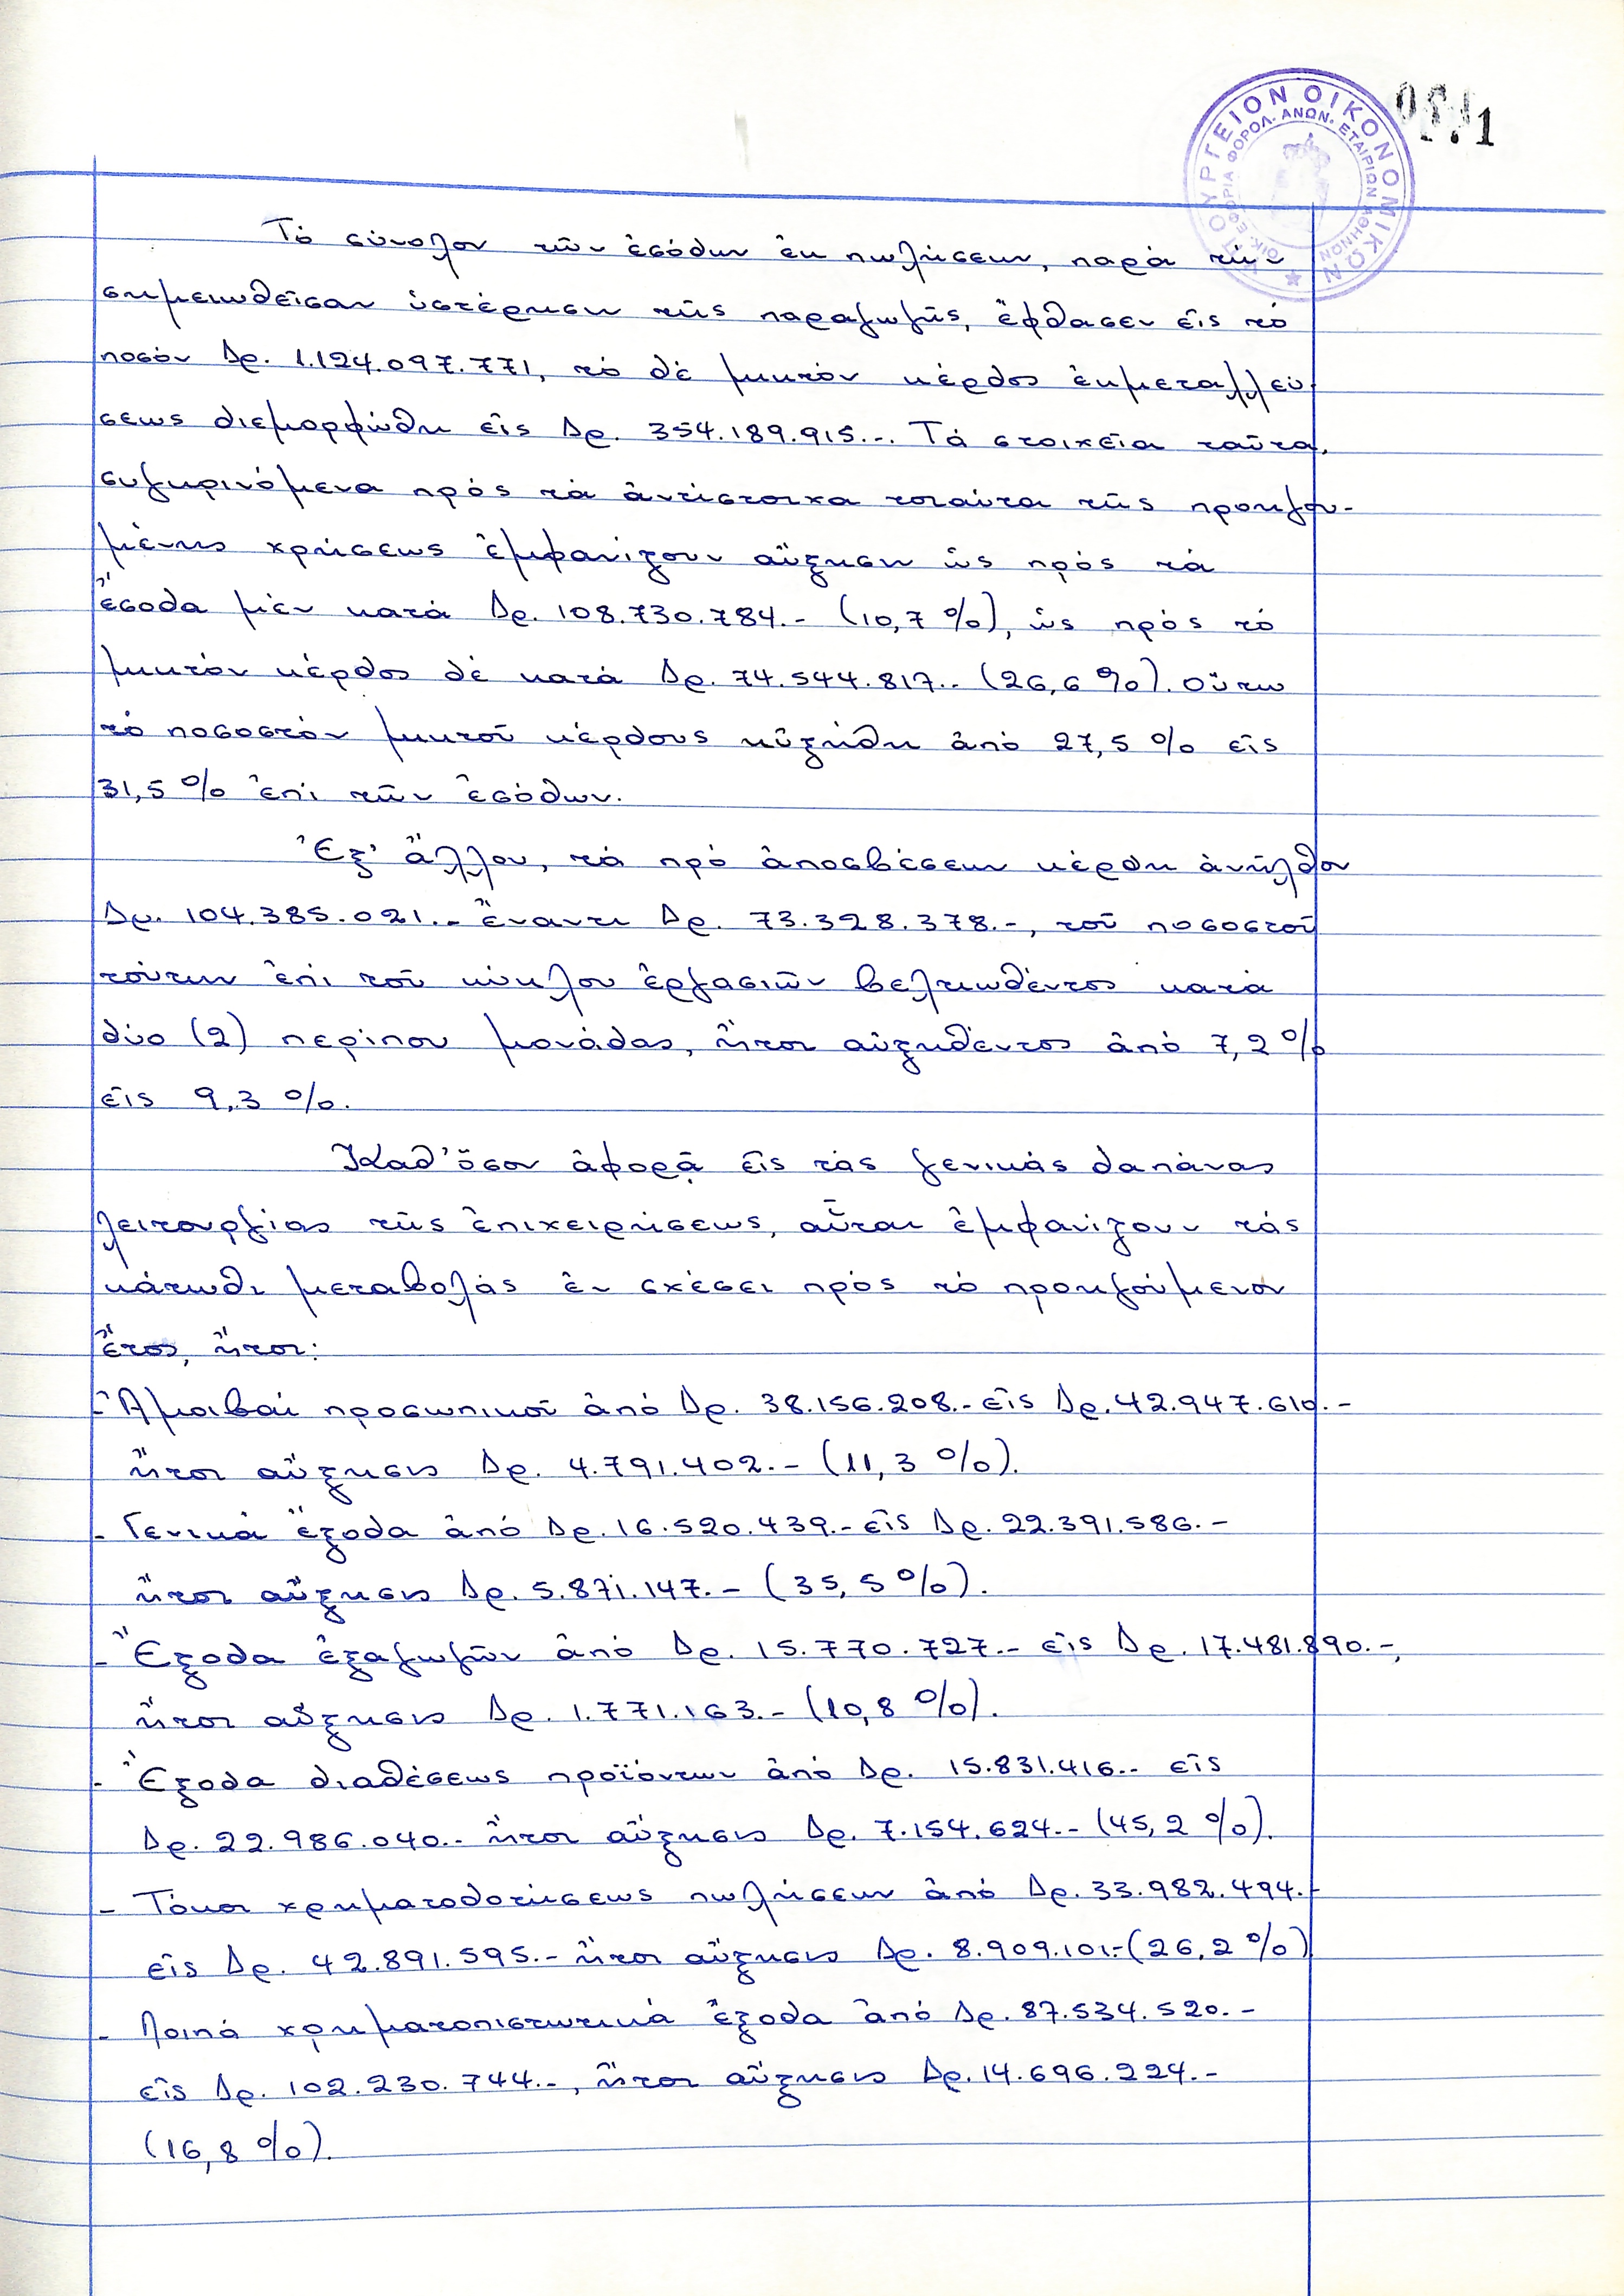 ΥΠΟΥΡΓΕΙΟΝ ΟΙΚΟΝΟΜΙΚΩΝ
ΟΙΚ. ΕΦΟΡΙΑ ΦΟΡΟΛ. ΑΝΩΝ. ΕΤΑΙΡΙΩΝ ΑΘΗΝΩΝ
Τό σύνολον τῶν ἐσόδων ἐκ πωλήσεων, παρά τήν
σημειωθεῖσαν ὑστέρησιν τῆς παραγωγῆς, ἔφθασεν εἰς τό
ποσόν Δρ. 1.124.097.771, τό δέ μικτόν κέρδος ἐκμεταλλεύ
σεως διεμορφώθη εἰς Δρ. 354.189.915.-. Τά στοιχεῖα ταῦτα,
συγκρινόμενα πρός τά ἀντίστοιχα τοιαύτα τῆς προηγου-
μένης χρήσεως ἐμφανίζουν αὔξησιν ὡς πρός τά
ἔσοδα μέν κατά Δρ. 108.730.784.- (10,7 %), ὡς πρός τό
μικτόν κέρδος δέ κατά Δρ. 74.544.817.- (26,6 %). Οὕτω
τό ποσοστόν μικτοῦ κέρδους ηὐξήθη ἀπό 27,5 % εἰς
31,5 % ἐπί τῶν ἐσόδων.
Ἐξ' ἄλλου, τά πρό ἀποσβέσεων κέρδη ἀνῆλθον
Δρ. 104.385.021.- ἔναντι Δρ. 73.328.378.-, τοῦ ποσοστοῦ
τούτων ἐπί τοῦ κύκλου ἐργασιῶν βελτιωθέντος κατά
δύο (2) περίπου μονάδας, ἤτοι αὐξηθέντος ἀπό 7,2 %
εἰς 9,3 %.
Καθ' ὅσον ἀφορᾷ εἰς τάς γενικάς δαπάνας
λειτουργίας τῆς ἐπιχειρήσεως, αὗται ἐμφανίζουν τάς
κάτωθι μεταβολάς ἐν σχέσει πρός τό προηγούμενον
ἔτος, ἤτοι:
- Ἀμοιβαί προσωπικοῦ ἀπό Δρ. 38.156.208.- εἰς Δρ. 42.947.610.-
ἤτοι αὔξησις Δρ. 4.791.402.- (11,3 %).
- Γενικά ἔξοδα ἀπό Δρ. 16.520.439.- εἰς Δρ. 22.391.586.-
ἤτοι αὔξησις Δρ. 5.871.147.- (35,5 %).
- Ἔξοδα ἐξαγωγῶν ἀπό Δρ. 15.770.727.- εἰς Δρ. 17.481.890.-,
ἤτοι αὔξησις Δρ. 1.771.163.- (10,8 %).
- Ἔξοδα διαθέσεως προϊόντων ἀπό Δρ. 15.831.416.- εἰς
Δρ. 22.986.040.- ἤτοι αὔξησις Δρ. 7.154.624.- (45,2 %).
- Τόκοι χρηματοδοτήσεως πωλήσεων ἀπό Δρ. 33.982.494.-
εἰς Δρ. 42.891.595.- ἤτοι αὔξησις Δρ. 8.909.101.- (26,2 %)
- Λοιπά χρηματοπιστωτικά ἔξοδα ἀπό Δρ. 87.534.520.-
εἰς Δρ. 102.230.744.-, ἤτοι αὔξησις Δρ. 14.696.224.-
(16,8 %).